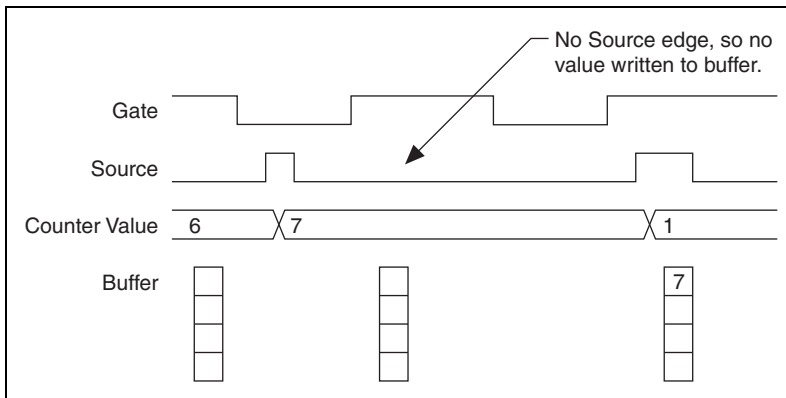 No Source edge, so no
value written to buffer.
Gate
Source
Counter Value 6 7 1
Buffer 7